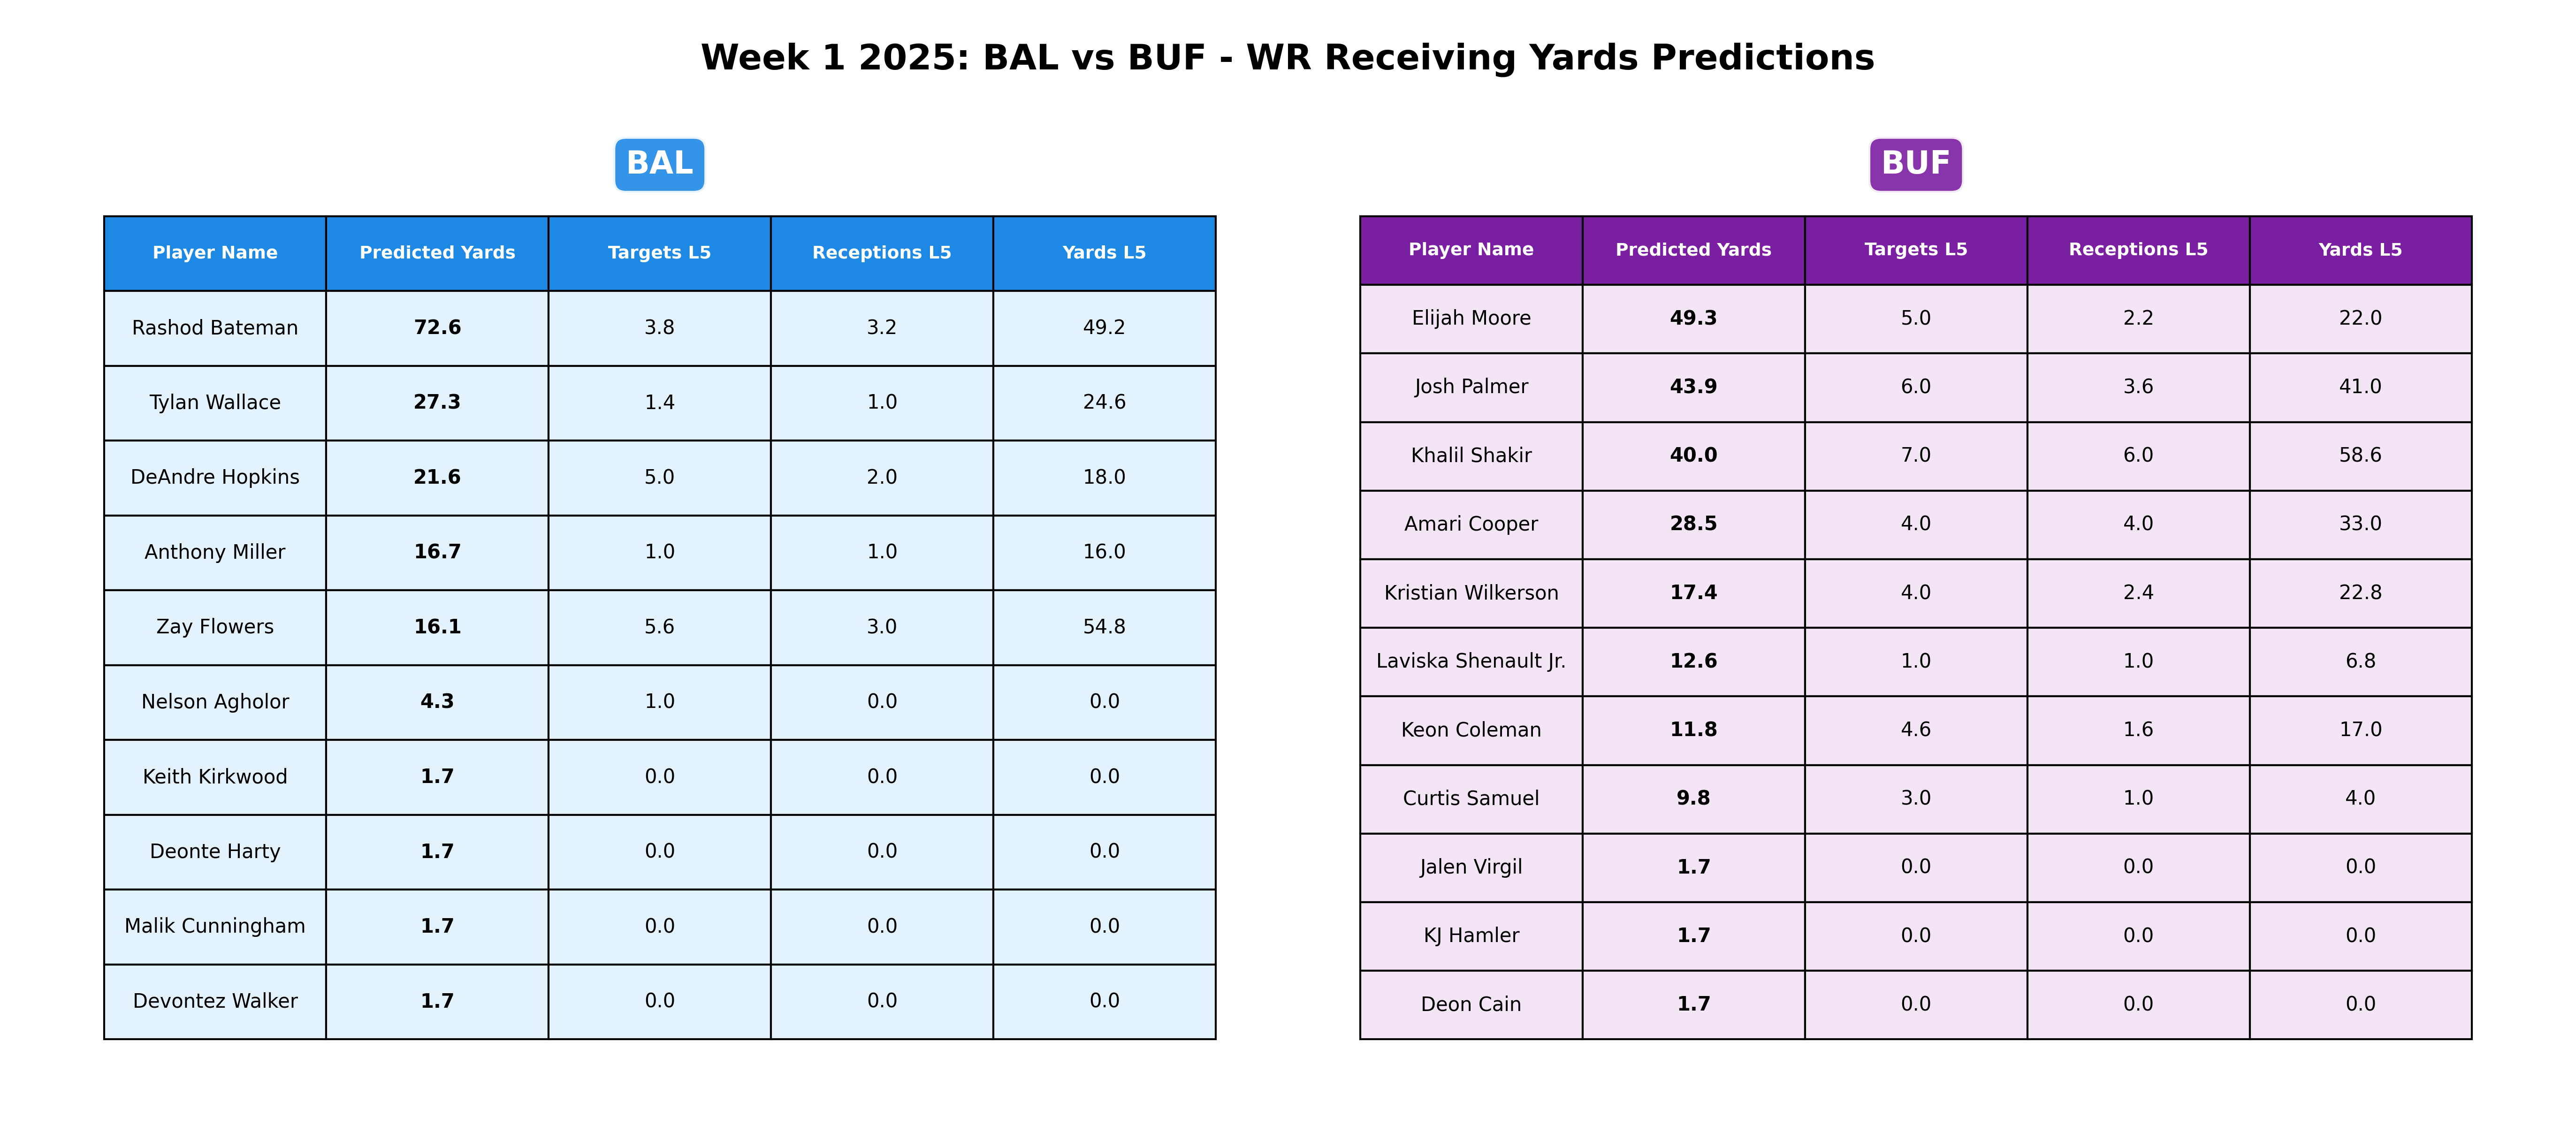 Week 1 2025: BAL vs BUF - WR Receiving Yards Predictions
BAL
Player Name Predicted Yards Targets L5 Receptions L5 Yards L5
Rashod Bateman 72.6 3.8 3.2 49.2
Tylan Wallace 27.3 1.4 1.0 24.6
DeAndre Hopkins 21.6 5.0 2.0 18.0
Anthony Miller 16.7 1.0 1.0 16.0
Zay Flowers 16.1 5.6 3.0 54.8
Nelson Agholor 4.3 1.0 0.0 0.0
Keith Kirkwood 1.7 0.0 0.0 0.0
Deonte Harty 1.7 0.0 0.0 0.0
Malik Cunningham 1.7 0.0 0.0 0.0
Devontez Walker 1.7 0.0 0.0 0.0
BUF
Player Name Predicted Yards Targets L5 Receptions L5 Yards L5
Elijah Moore 49.3 5.0 2.2 22.0
Josh Palmer 43.9 6.0 3.6 41.0
Khalil Shakir 40.0 7.0 6.0 58.6
Amari Cooper 28.5 4.0 4.0 33.0
Kristian Wilkerson 17.4 4.0 2.4 22.8
Laviska Shenault Jr. 12.6 1.0 1.0 6.8
Keon Coleman 11.8 4.6 1.6 17.0
Curtis Samuel 9.8 3.0 1.0 4.0
Jalen Virgil 1.7 0.0 0.0 0.0
KJ Hamler 1.7 0.0 0.0 0.0
Deon Cain 1.7 0.0 0.0 0.0